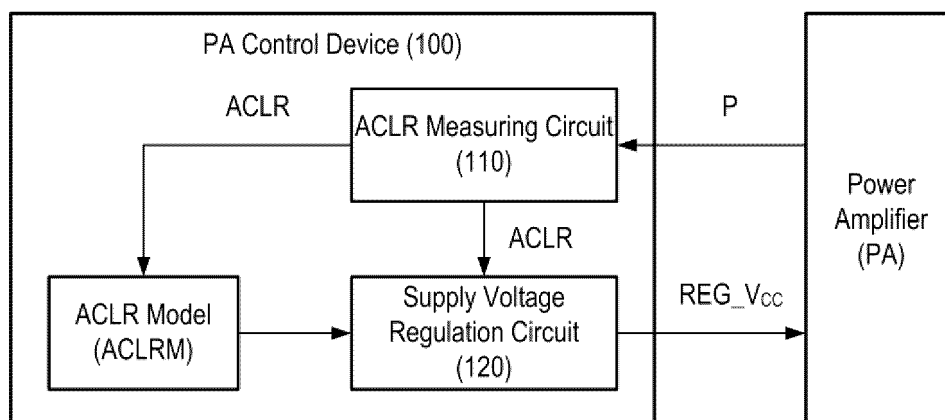 PA Control Device (100)
ACLR
ACLR Measuring Circuit
(110)
P
Power
Amplifier
(PA)
ACLR
ACLR Model
(ACLRM)
Supply Voltage
Regulation Circuit
(120)
REG_VCC